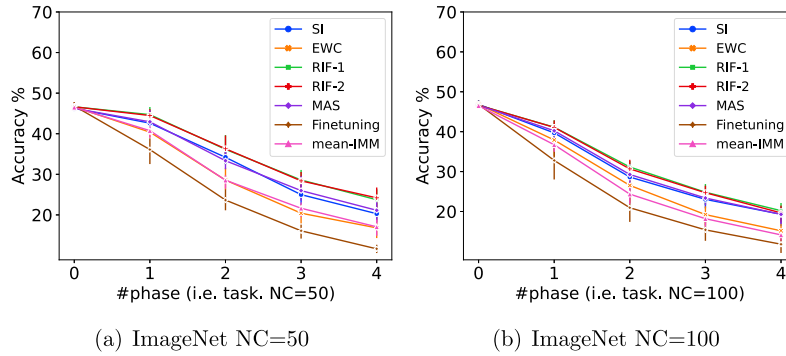 70
60
50
40
30
20
Accuracy %
SI
EWC
RIF-1
RIF-2
MAS
Finetuning
mean-IMM
0 1 2 3 4
#phase (i.e. task. NC=50)
(a) ImageNet NC=50
70
60
50
40
30
20
Accuracy %
SI
EWC
RIF-1
RIF-2
MAS
Finetuning
mean-IMM
0 1 2 3 4
#phase (i.e. task. NC=100)
(b) ImageNet NC=100